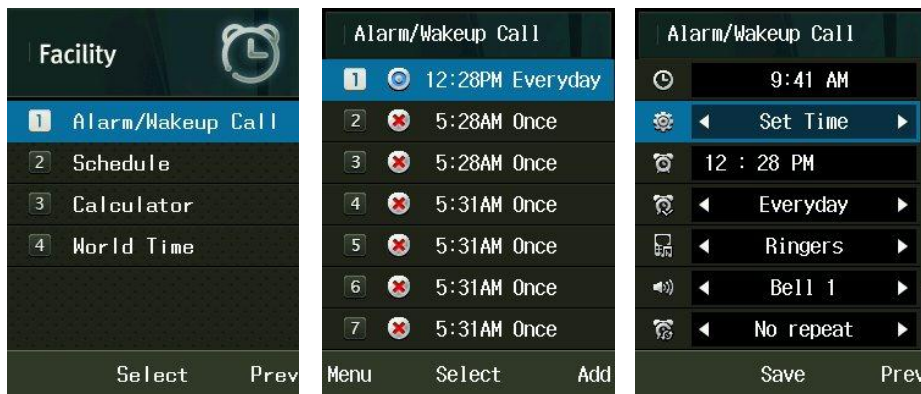 Facility
1 Alarm/Wakeup Call
2 Schedule
3 Calculator
4 World Time
Select Prev
Alarm/Wakeup Call
1 12:28PM Everyday
2 5:28AM Once
3 5:28AM Once
4 5:31AM Once
5 5:31AM Once
6 5:31AM Once
7 5:31AM Once
Menu Select Add
Alarm/Wakeup Call
9:41 AM
Set Time
12 : 28 PM
Everyday
Ringers
Bell 1
No repeat
Save Prev